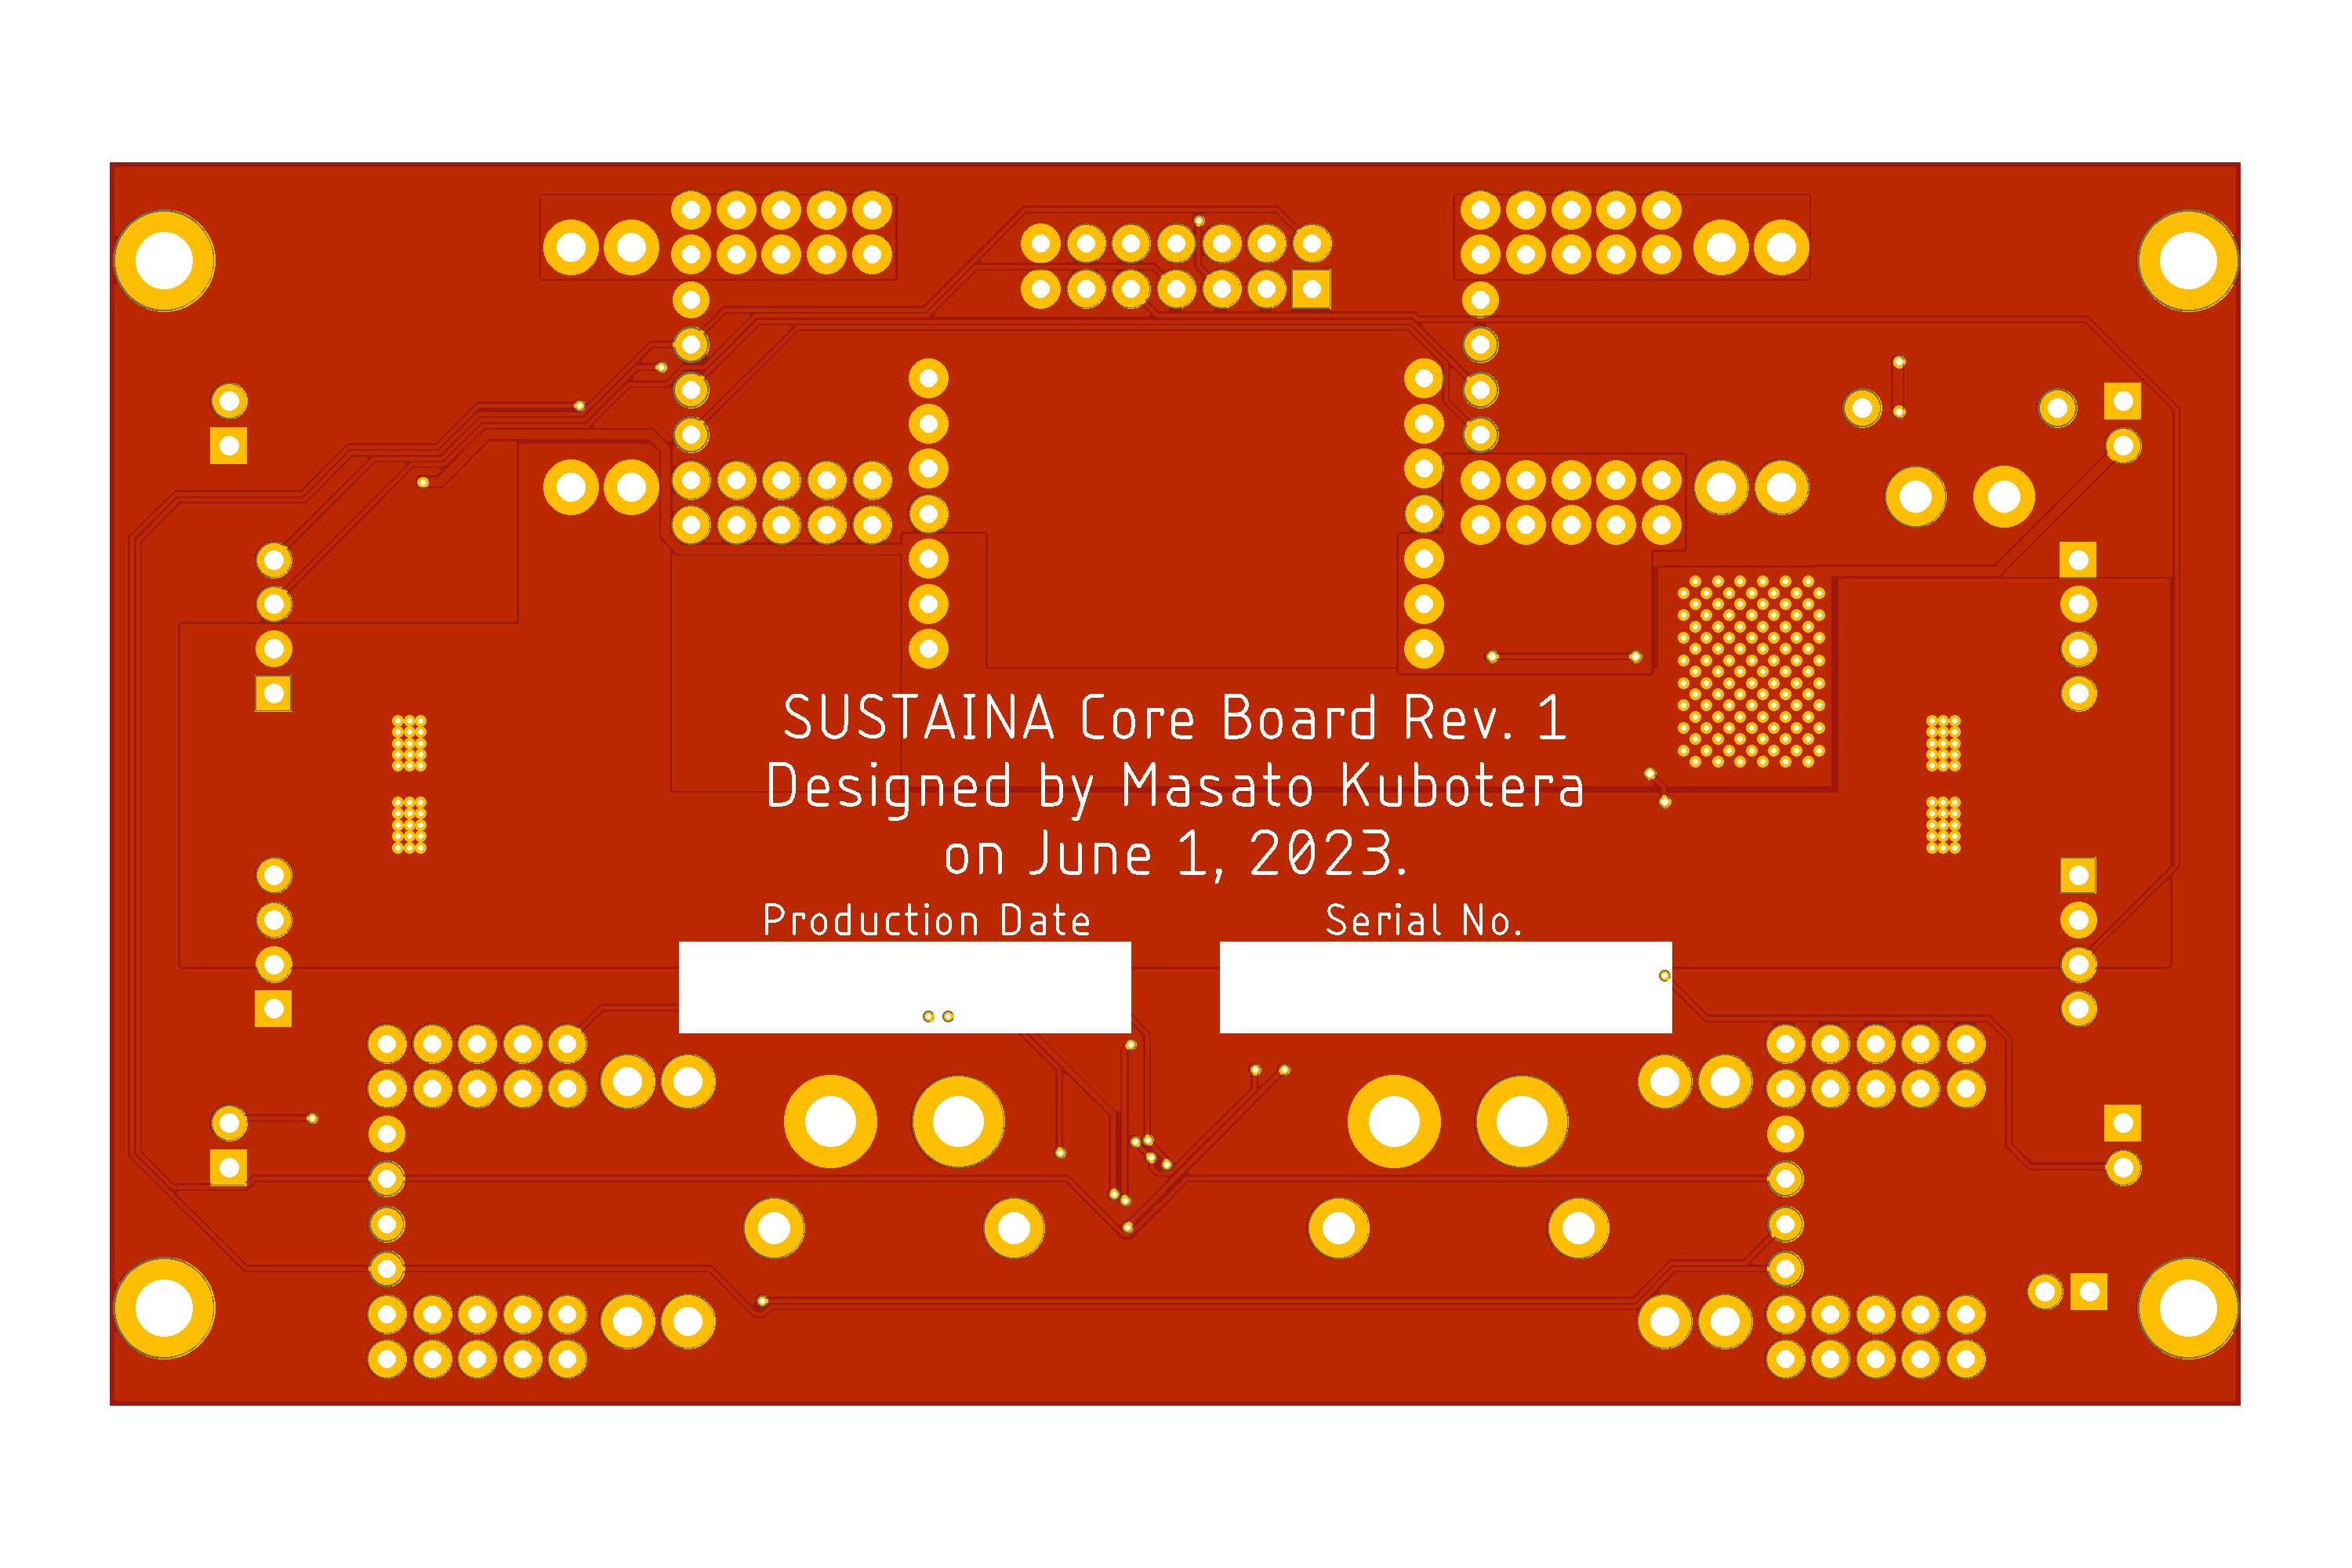 SUSTAINA Core Board Rev. 1
Designed by Masato Kubotera
on June 1, 2023.
Production Date Serial No.